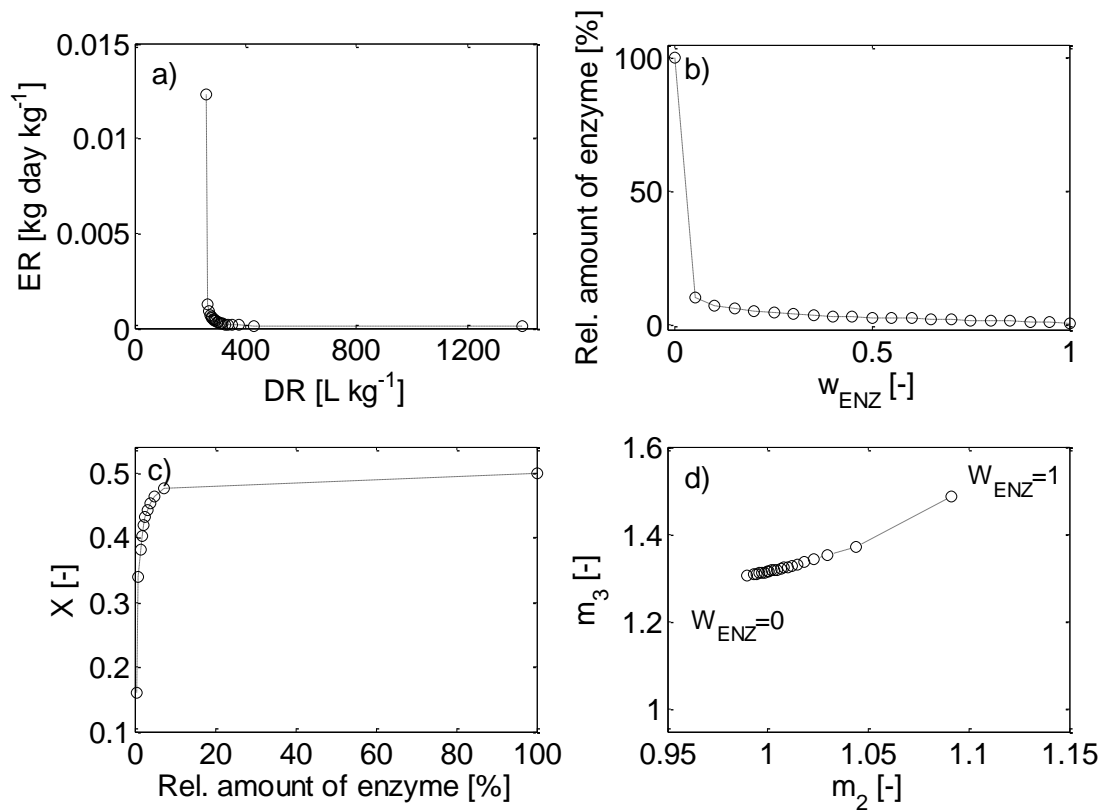 a)
ER [kg day kg⁻¹]
0.015
0.01
0.005
0
0 400 800 1200
DR [L kg⁻¹]
b)
Rel. amount of enzyme [%]
100
50
0
0 0.5 1
w_ENZ [-]
c)
X [-]
0.5
0.4
0.3
0.2
0.1
0 20 40 60 80 100
Rel. amount of enzyme [%]
d)
m₃ [-]
1.6
1.4
1.2
1
W_ENZ=1
W_ENZ=0
0.95 1 1.05 1.1 1.15
m₂ [-]